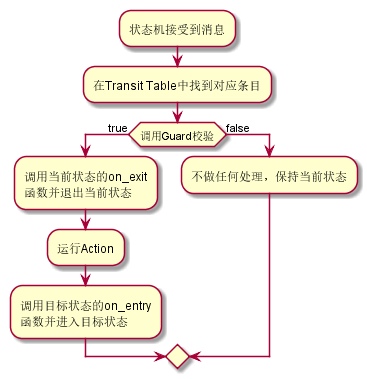 状态机接受到消息
在Transit Table中找到对应条目
true
调用Guard校验
false
调用当前状态的on_exit
函数并退出当前状态
不做任何处理，保持当前状态
运行Action
调用目标状态的on_entry
函数并进入目标状态